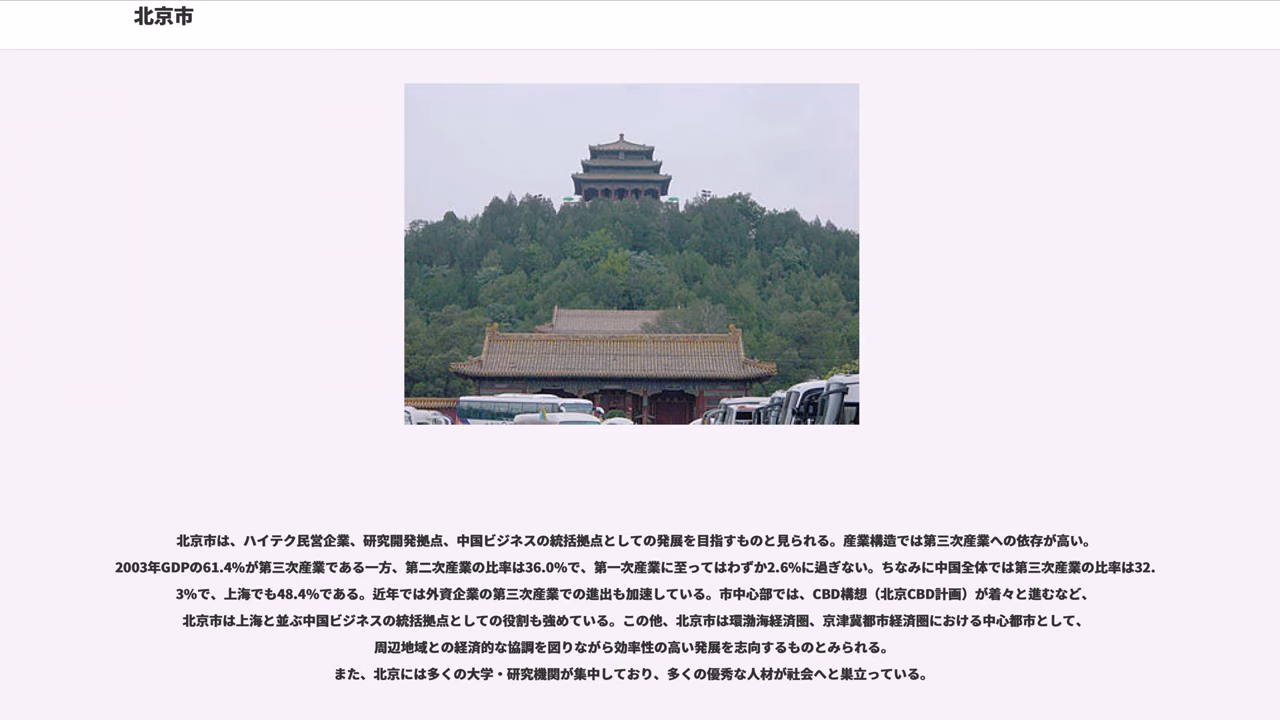 北京市
北京市は、ハイテク民営企業、研究開発拠点、中国ビジネスの統括拠点としての発展を目指すものと見られる。産業構造では第三次産業への依存が高い。
2003年GDPの61.4%が第三次産業である一方、第二次産業の比率は36.0%で、第一次産業に至ってはわずか2.6%に過ぎない。ちなみに中国全体では第三次産業の比率は32.
3%で、上海でも48.4%である。近年では外資企業の第三次産業での進出も加速している。市中心部では、CBD構想（北京CBD計画）が着々と進むなど、
北京市は上海と並ぶ中国ビジネスの統括拠点としての役割も強めている。この他、北京市は環渤海経済圏、京津冀都市経済圏における中心都市として、
周辺地域との経済的な協調を図りながら効率性の高い発展を志向するものとみられる。
また、北京には多くの大学・研究機関が集中しており、多くの優秀な人材が社会へと巣立っている。